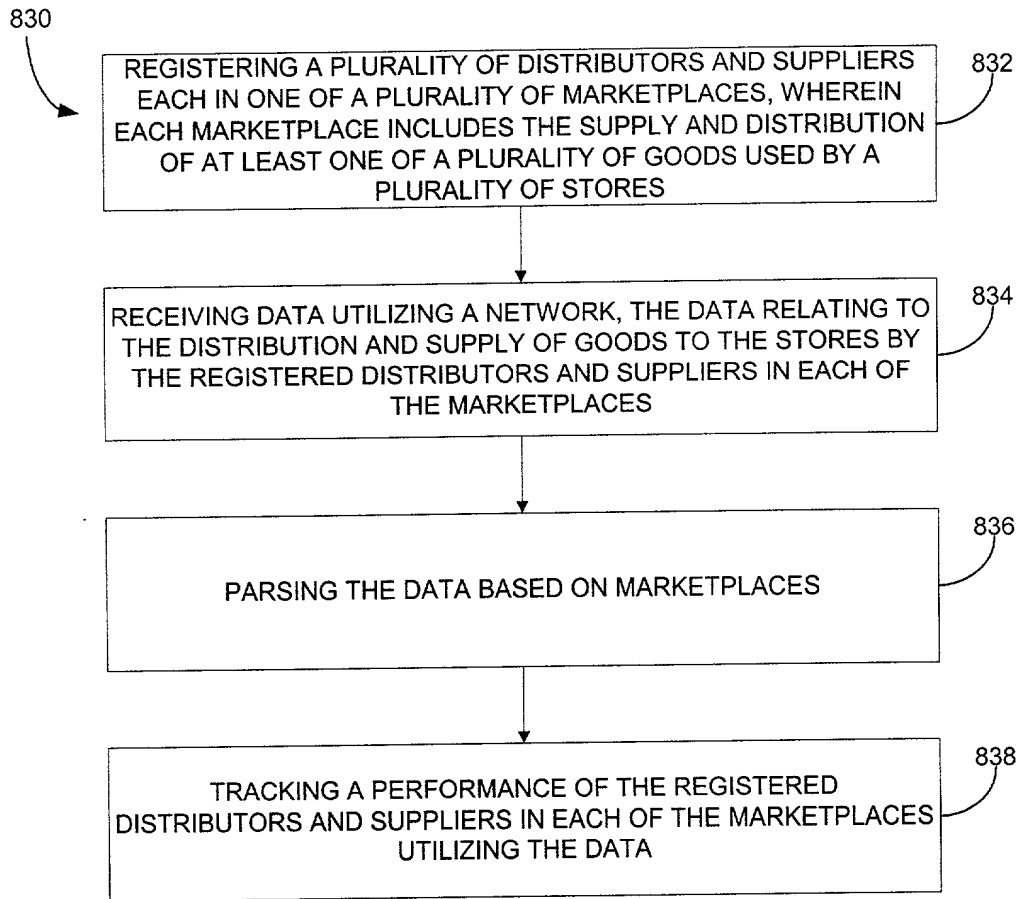 830
REGISTERING A PLURALITY OF DISTRIBUTORS AND SUPPLIERS
EACH IN ONE OF A PLURALITY OF MARKETPLACES, WHEREIN
EACH MARKETPLACE INCLUDES THE SUPPLY AND DISTRIBUTION
OF AT LEAST ONE OF A PLURALITY OF GOODS USED BY A
PLURALITY OF STORES
832
RECEIVING DATA UTILIZING A NETWORK, THE DATA RELATING TO
THE DISTRIBUTION AND SUPPLY OF GOODS TO THE STORES BY
THE REGISTERED DISTRIBUTORS AND SUPPLIERS IN EACH OF
THE MARKETPLACES
834
PARSING THE DATA BASED ON MARKETPLACES
836
TRACKING A PERFORMANCE OF THE REGISTERED
DISTRIBUTORS AND SUPPLIERS IN EACH OF THE MARKETPLACES
UTILIZING THE DATA
838